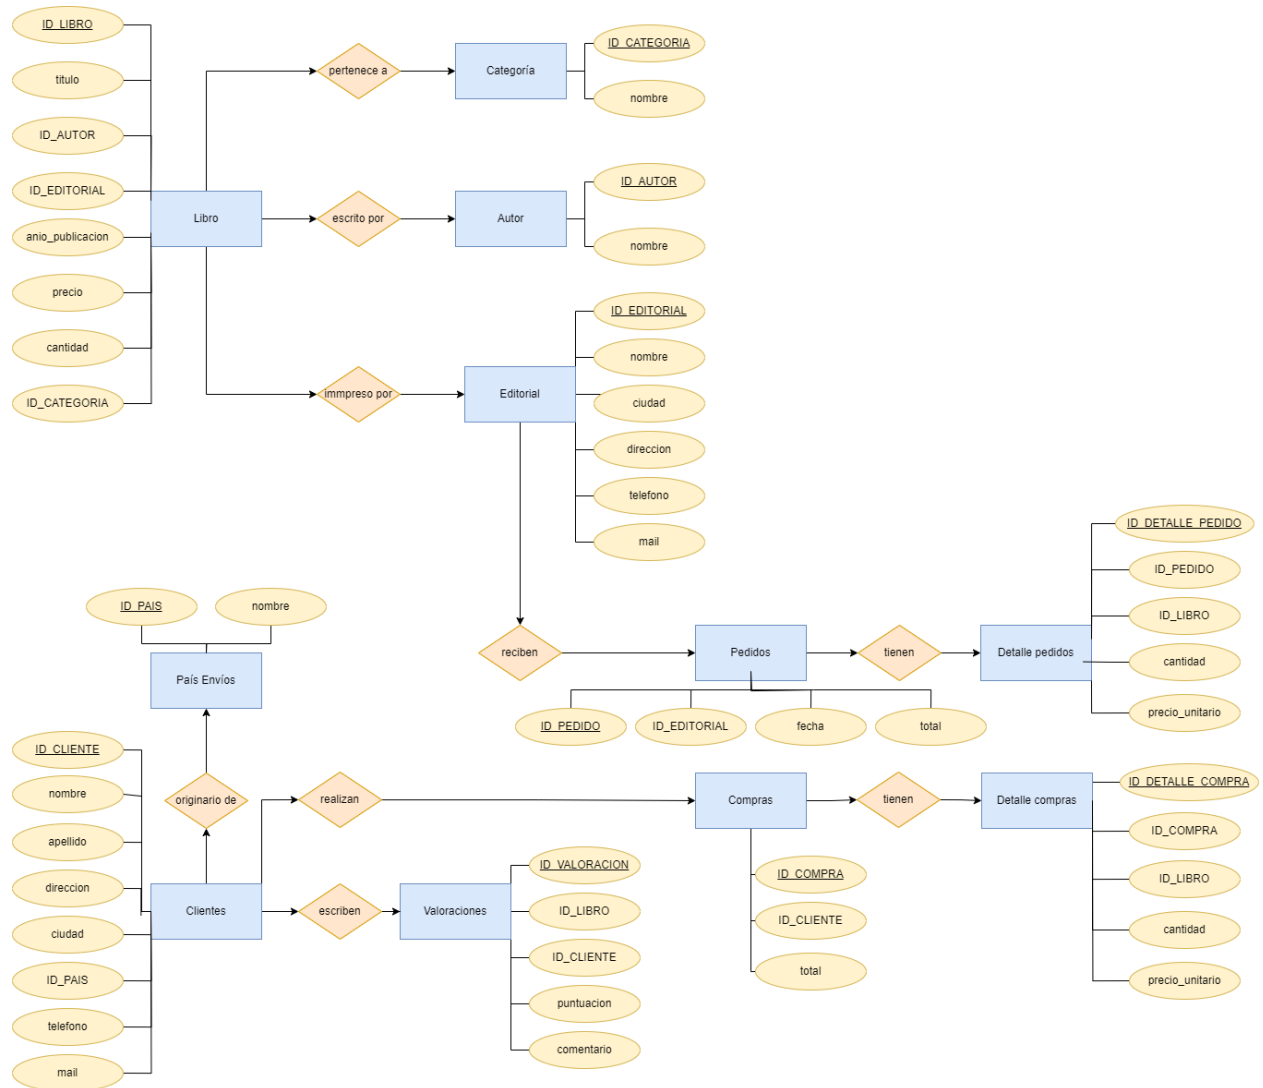 ID_LIBRO
titulo
ID_AUTOR
ID_EDITORIAL
anio_publicacion
precio
cantidad
ID_CATEGORIA
Libro
pertenece a
Categoría
ID_CATEGORIA
nombre
escrito por
Autor
ID_AUTOR
nombre
immpreso por
Editorial
ID_EDITORIAL
nombre
ciudad
direccion
telefono
mail
reciben
Pedidos
ID_PEDIDO
ID_EDITORIAL
fecha
total
tienen
Detalle pedidos
ID_DETALLE_PEDIDO
ID_PEDIDO
ID_LIBRO
cantidad
precio_unitario
ID_PAIS
nombre
País Envíos
originario de
ID_CLIENTE
nombre
apellido
direccion
ciudad
ID_PAIS
telefono
mail
Clientes
realizan
Compras
ID_COMPRA
ID_CLIENTE
total
tienen
Detalle compras
ID_DETALLE_COMPRA
ID_COMPRA
ID_LIBRO
cantidad
precio_unitario
escriben
Valoraciones
ID_VALORACION
ID_LIBRO
ID_CLIENTE
puntuacion
comentario